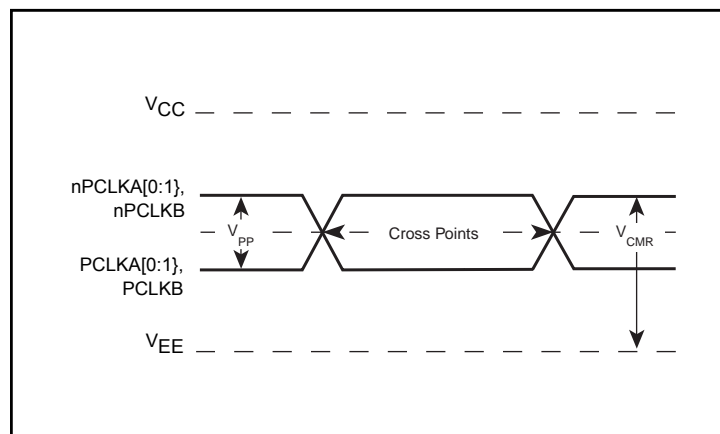 VCC
nPCLKA[0:1},
nPCLKB
VPP
Cross Points
VCMR
PCLKA[0:1},
PCLKB
VEE